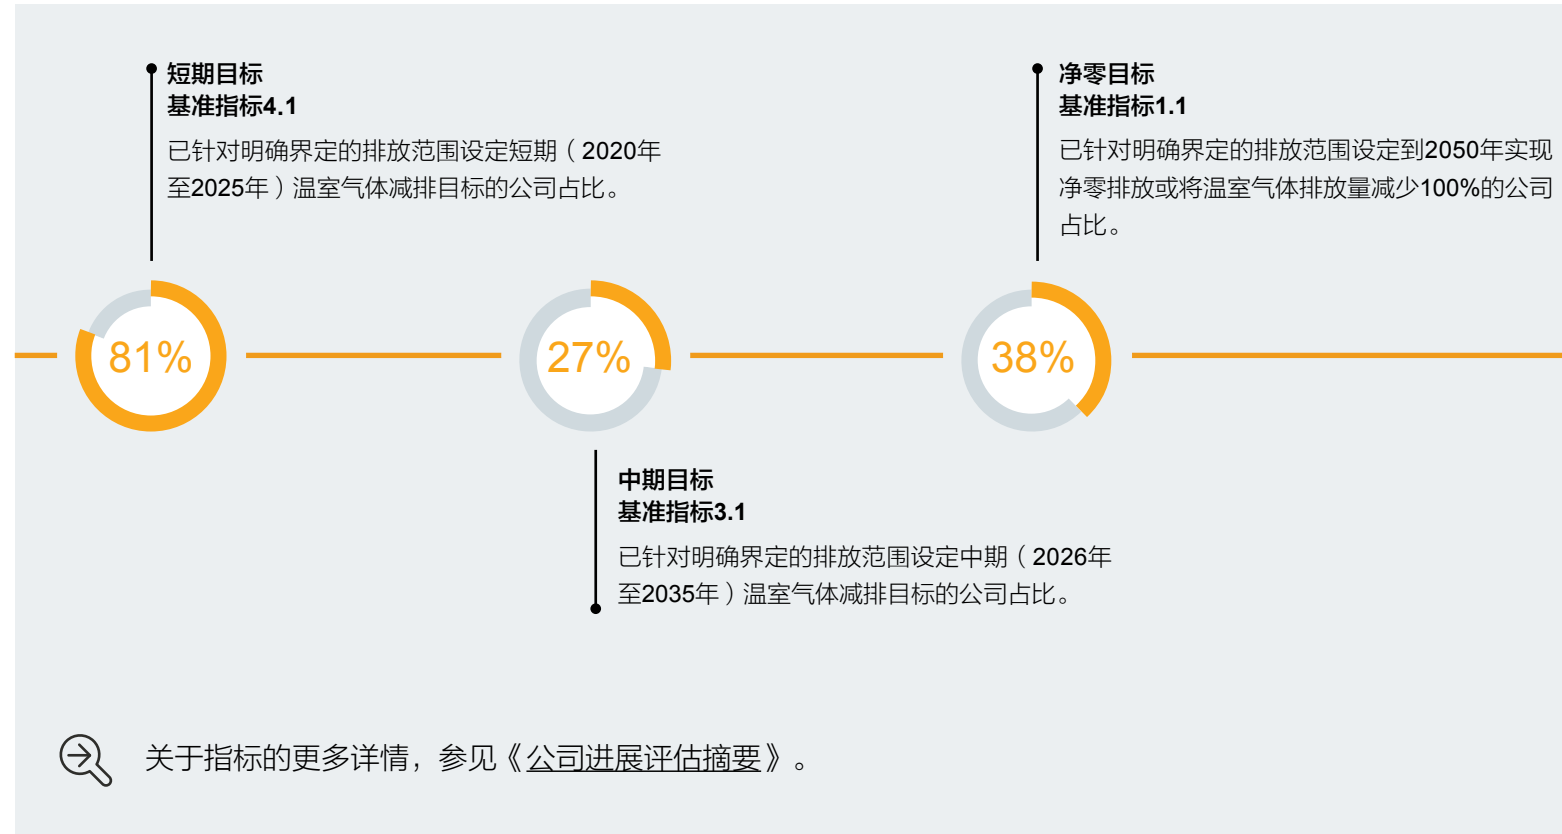 短期目标
基准指标4.1
已针对明确界定的排放范围设定短期（2020年
至2025年）温室气体减排目标的公司占比。
81%
27%
中期目标
基准指标3.1
已针对明确界定的排放范围设定中期（2026年
至2035年）温室气体减排目标的公司占比。
净零目标
基准指标1.1
已针对明确界定的排放范围设定到2050年实现
净零排放或将温室气体排放量减少100%的公司
占比。
38%
关于指标的更多详情，参见《公司进展评估摘要》。